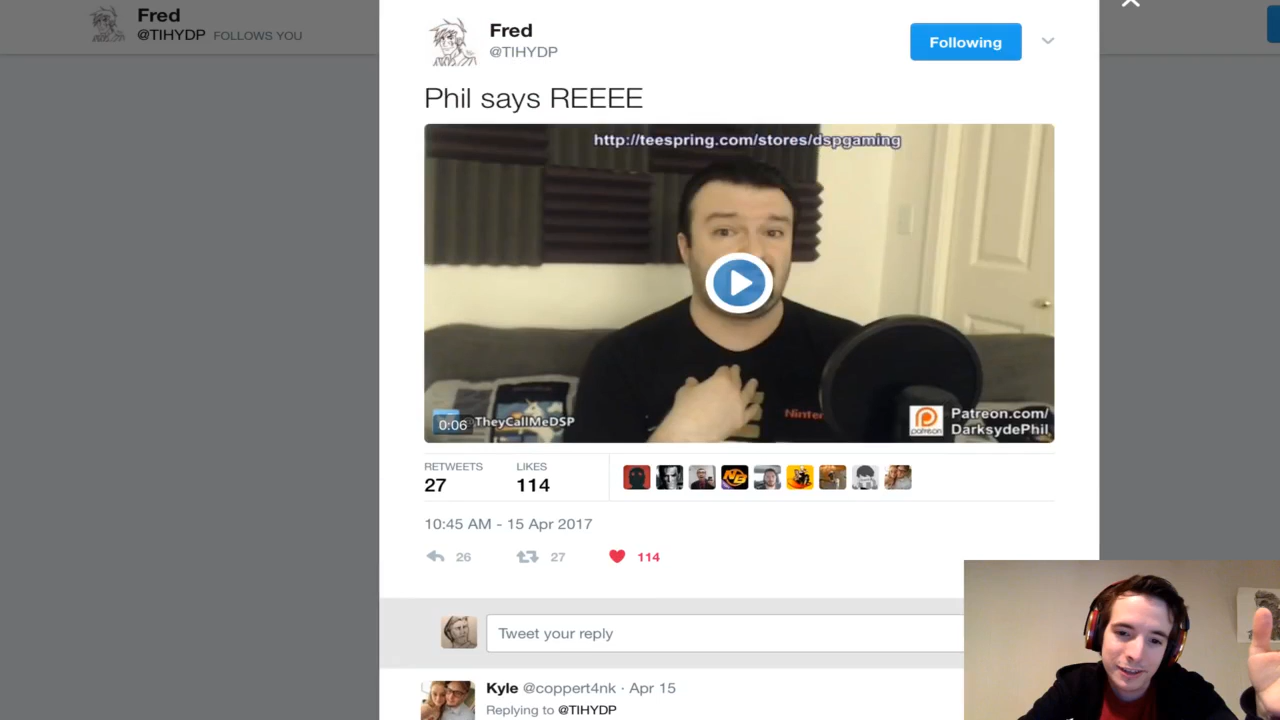 Fred
@TIHYDP FOLLOWS YOU
Fred
@TIHYDP
Following
Phil says REEEE
http://teespring.com/stores/dspgaming
Ninte
0:06
@TheyCallMeDSP
patreon
Patreon.com/
DarksydePhil
RETWEETS
27
LIKES
114
10:45 AM - 15 Apr 2017
26
27
114
Tweet your reply
Kyle @coppert4nk · Apr 15
Replying to @TIHYDP